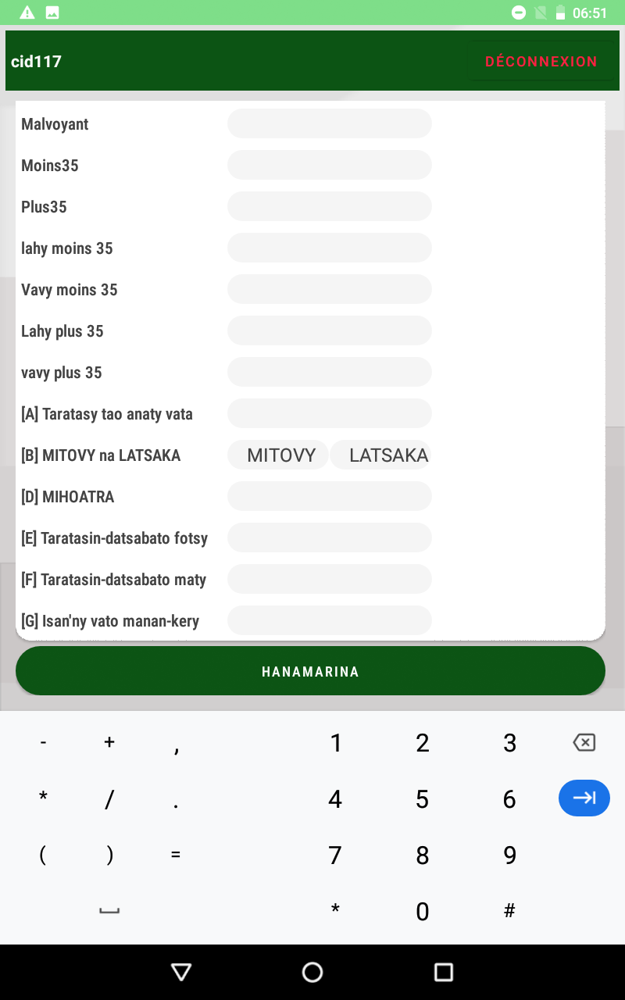 06:51
cid117
DÉCONNEXION
Malvoyant
Moins35
Plus35
lahy moins 35
Vavy moins 35
Lahy plus 35
vavy plus 35
[A] Taratasy tao anaty vata
[B] MITOVY na LATSAKA MITOVY LATSAKA
[D] MIHOATRA
[E] Taratasin-datsabato fotsy
[F] Taratasin-datsabato maty
[G] Isan'ny vato manan-kery
HANAMARINA
- + , 1 2 3
* / . 4 5 6
( ) = 7 8 9
* 0 #